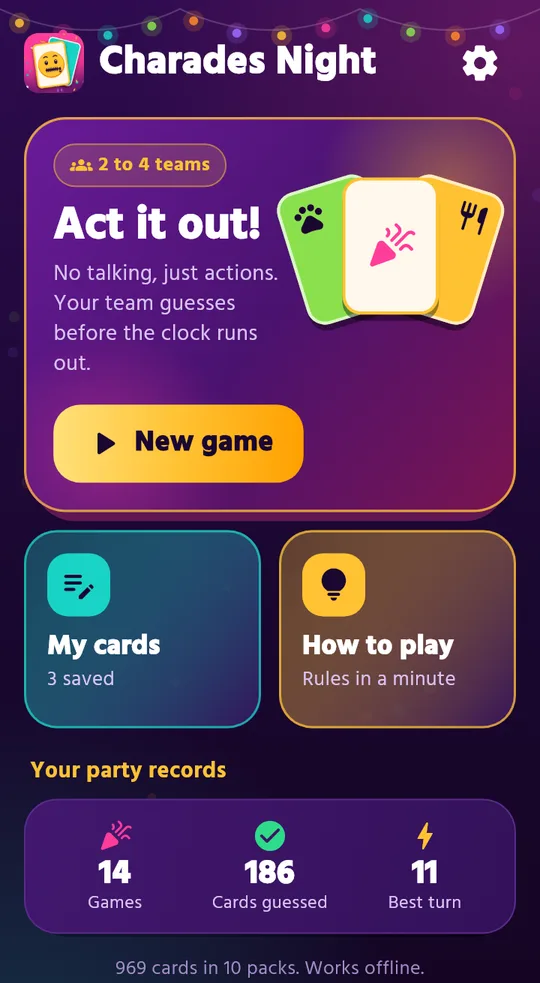 Charades Night
2 to 4 teams
Act it out!
No talking, just actions.
Your team guesses
before the clock runs
out.
New game
My cards
3 saved
How to play
Rules in a minute
Your party records
14
Games
186
Cards guessed
11
Best turn
969 cards in 10 packs. Works offline.